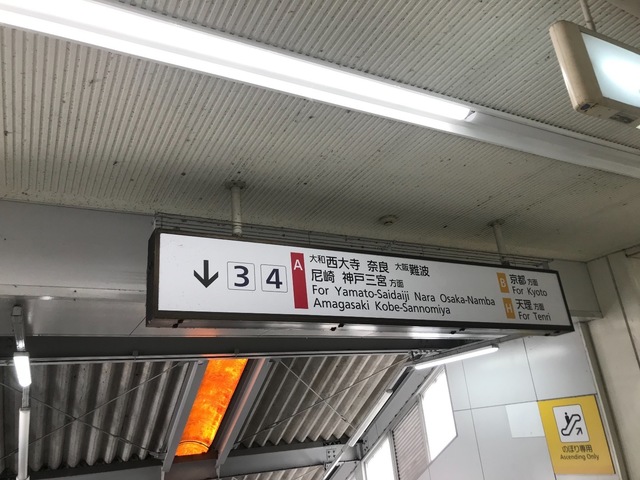 ↓ 3 4
A 大和西大寺 奈良 大阪難波
尼崎 神戸三宮方面
For Yamato-Saidaiji Nara Osaka-Namba
Amagasaki Kobe-Sannomiya
B 京都方面
For Kyoto
H 天理方面
For Tenri
のぼり専用
Ascending Only